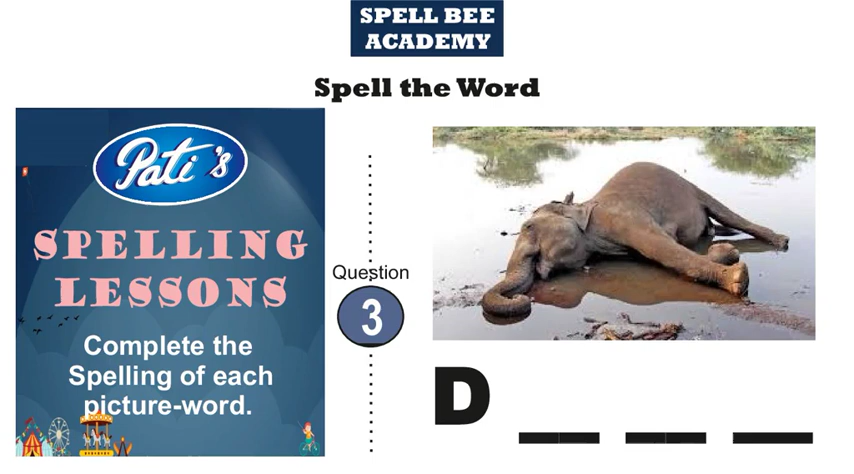 SPELL BEE
ACADEMY
Spell the Word
Pati's
SPELLING
LESSONS
Complete the
Spelling of each
picture-word.
Question
3
D